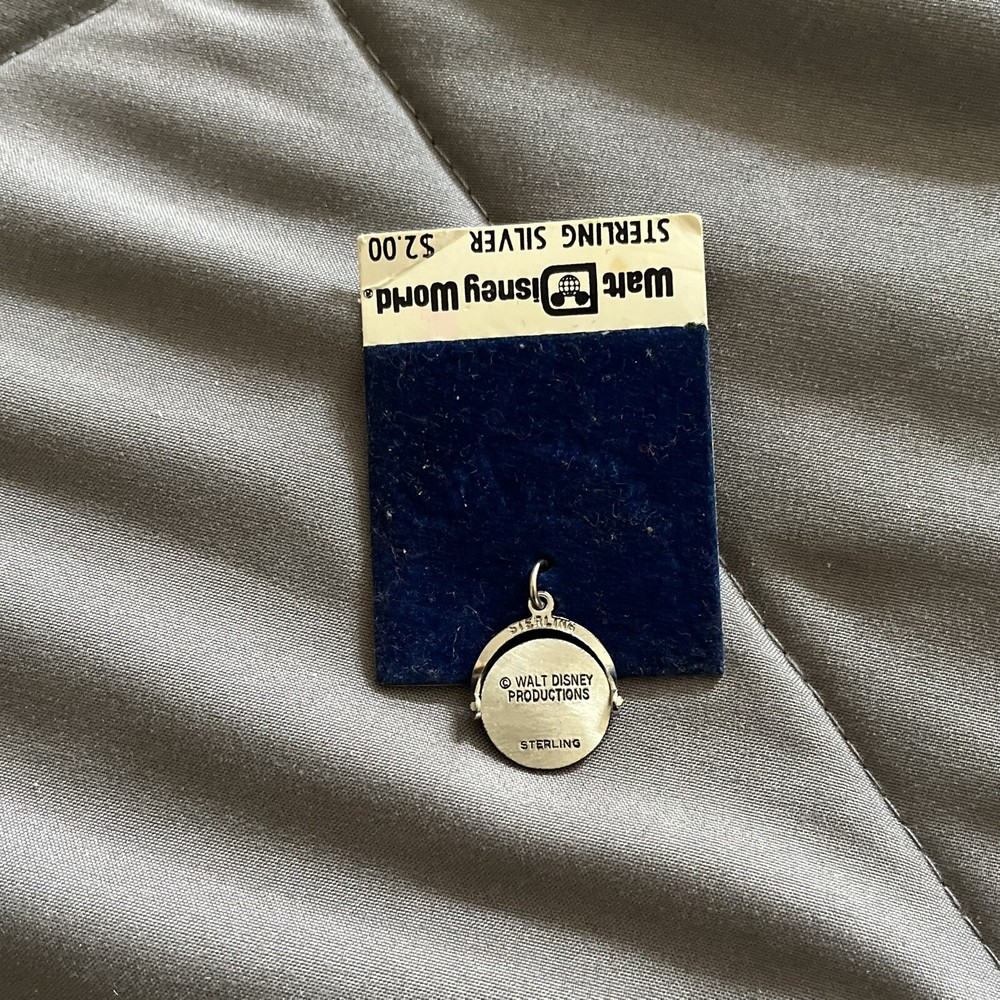 Walt Disney World®
STERLING SILVER $2.00
STERLING
© WALT DISNEY
PRODUCTIONS
STERLING